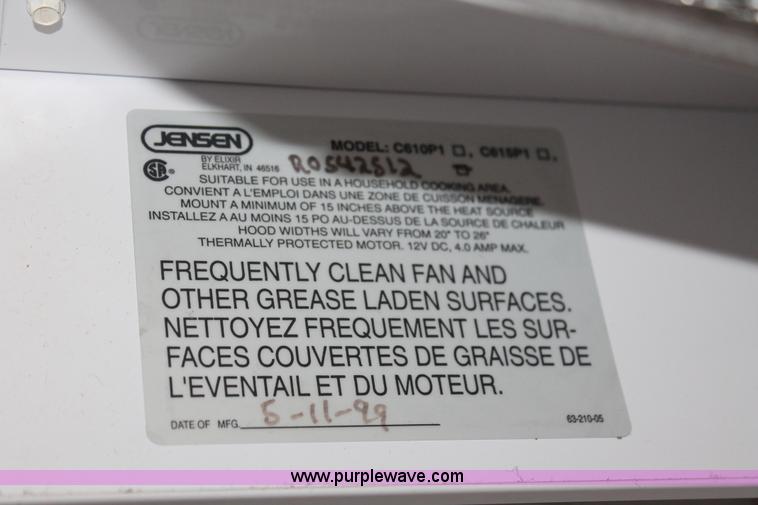 JENSEN
MODEL: C610P1 ☐, C615P1 ☐,
BY ELIXIR
ELKHART, IN 46516 R0542512
SUITABLE FOR USE IN A HOUSEHOLD COOKING AREA.
CONVIENT A L'EMPLOI DANS UNE ZONE DE CUISSON MENAGERE.
MOUNT A MINIMUM OF 15 INCHES ABOVE THE HEAT SOURCE
INSTALLEZ A AU MOINS 15 PO AU-DESSUS DE LA SOURCE DE CHALEUR
HOOD WIDTHS WILL VARY FROM 20" TO 26"
THERMALLY PROTECTED MOTOR. 12V DC, 4.0 AMP MAX.
FREQUENTLY CLEAN FAN AND
OTHER GREASE LADEN SURFACES.
NETTOYEZ FREQUEMENT LES SUR-
FACES COUVERTES DE GRAISSE DE
L'EVENTAIL ET DU MOTEUR.
DATE OF MFG. 5-11-99
63-210-05
www.purplewave.com